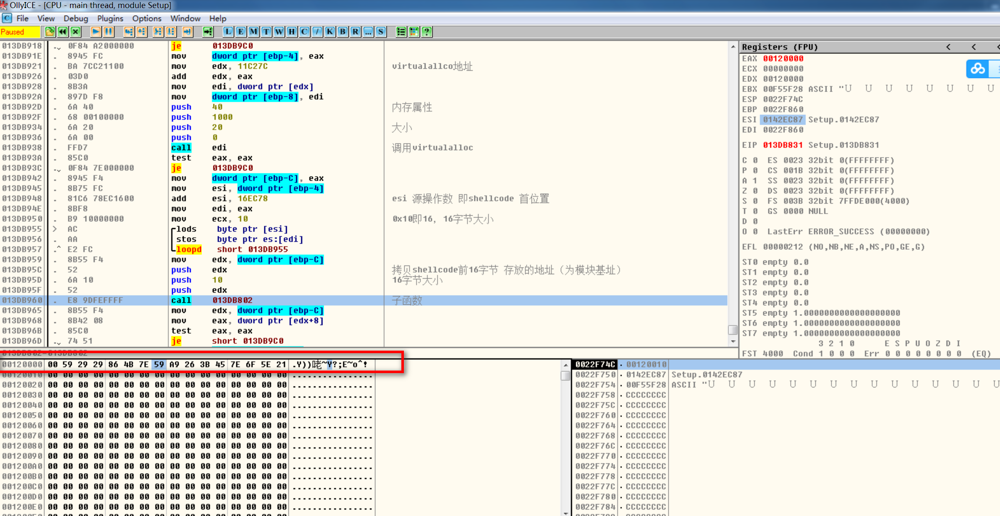 OllyICE - [CPU - main thread, module Setup]
File View Debug Plugins Options Window Help
Paused L E M T W H C / K B R ... S ?
013DB918 0F84 A2000000 je 013DB9C0
013DB91E 8945 FC mov dword ptr [ebp-4], eax
013DB921 BA 7CC21100 mov edx, 11C27C virtualallco地址
013DB926 03D0 add edx, eax
013DB928 8B3A mov edi, dword ptr [edx]
013DB92A 897D F8 mov dword ptr [ebp-8], edi
013DB92D 6A 40 push 40 内存属性
013DB92F 68 00100000 push 1000
013DB934 6A 20 push 20 大小
013DB936 6A 00 push 0
013DB938 FFD7 call edi 调用virtualalloc
013DB93A 85C0 test eax, eax
013DB93C 0F84 7E000000 je 013DB9C0
013DB942 8945 F4 mov dword ptr [ebp-C], eax
013DB945 8B75 FC mov esi, dword ptr [ebp-4]
013DB948 81C6 78EC1600 add esi, 16EC78 esi 源操作数 即shellcode 首位置
013DB94E 8BF8 mov edi, eax
013DB950 B9 10000000 mov ecx, 10 0x10即16, 16字节大小
013DB955 > AC lods byte ptr [esi]
013DB956 AA stos byte ptr es:[edi]
013DB957 .^ E2 FC loopd short 013DB955
013DB959 8B55 F4 mov edx, dword ptr [ebp-C]
013DB95C 52 push edx 拷贝shellcode前16字节 存放的地址（为模块基址）
013DB95D 6A 10 push 10 16字节大小
013DB95F 52 push edx
013DB960 E8 9DFEFFFF call 013DB802 子函数
013DB965 8B55 F4 mov edx, dword ptr [ebp-C]
013DB968 8B42 08 mov eax, dword ptr [edx+8]
013DB96B 85C0 test eax, eax
013DB96D 74 51 je short 013DB9C0
013DB802=013DB802
Registers (FPU) < < <
EAX 00120000
ECX 00000000
EDX 00120000
EBX 00F55F28 ASCII "U U U U U U U U
ESP 0022F74C
EBP 0022F860
ESI 0142EC87 Setup.0142EC87
EDI 0022F860
EIP 013DB831 Setup.013DB831
C 0 ES 0023 32bit 0(FFFFFFFF)
P 0 CS 001B 32bit 0(FFFFFFFF)
A 1 SS 0023 32bit 0(FFFFFFFF)
Z 0 DS 0023 32bit 0(FFFFFFFF)
S 0 FS 003B 32bit 7FFDE000(4000)
T 0 GS 0000 NULL
D 0
O 0 LastErr ERROR_SUCCESS (00000000)
EFL 00000212 (NO,NB,NE,A,NS,PO,GE,G)
ST0 empty 0.0
ST1 empty 0.0
ST2 empty 0.0
ST3 empty 0.0
ST4 empty 0.0
ST5 empty 1.0000000000000000000
ST6 empty 1.0000000000000000000
ST7 empty 1.0000000000000000000
3 2 1 0 E S P U O Z D I
FST 4000 Cond 1 0 0 0 Err 0 0 0 0 0 0 0 0 (EQ)
00120000 00 59 29 29 86 4B 7E 59 A9 26 3B 45 7E 6F 5E 21 .Y))咾~Y?;E~o^!
00120010 00 00 00 00 00 00 00 00 00 00 00 00 00 00 00 00 ................
00120020 00 00 00 00 00 00 00 00 00 00 00 00 00 00 00 00 ................
00120030 00 00 00 00 00 00 00 00 00 00 00 00 00 00 00 00 ................
00120040 00 00 00 00 00 00 00 00 00 00 00 00 00 00 00 00 ................
00120050 00 00 00 00 00 00 00 00 00 00 00 00 00 00 00 00 ................
00120060 00 00 00 00 00 00 00 00 00 00 00 00 00 00 00 00 ................
00120070 00 00 00 00 00 00 00 00 00 00 00 00 00 00 00 00 ................
00120080 00 00 00 00 00 00 00 00 00 00 00 00 00 00 00 00 ................
00120090 00 00 00 00 00 00 00 00 00 00 00 00 00 00 00 00 ................
001200A0 00 00 00 00 00 00 00 00 00 00 00 00 00 00 00 00 ................
001200B0 00 00 00 00 00 00 00 00 00 00 00 00 00 00 00 00 ................
001200C0 00 00 00 00 00 00 00 00 00 00 00 00 00 00 00 00 ................
001200D0 00 00 00 00 00 00 00 00 00 00 00 00 00 00 00 00 ................
001200E0 00 00 00 00 00 00 00 00 00 00 00 00 00 00 00 00 ................
0022F74C 00120010
0022F750 0142EC87 Setup.0142EC87
0022F754 00F55F28 ASCII "U U U U U U U U U U U U U U U
0022F758 CCCCCCCC
0022F75C CCCCCCCC
0022F760 CCCCCCCC
0022F764 CCCCCCCC
0022F768 CCCCCCCC
0022F76C CCCCCCCC
0022F770 CCCCCCCC
0022F774 CCCCCCCC
0022F778 CCCCCCCC
0022F77C CCCCCCCC
0022F780 CCCCCCCC
0022F784 CCCCCCCC